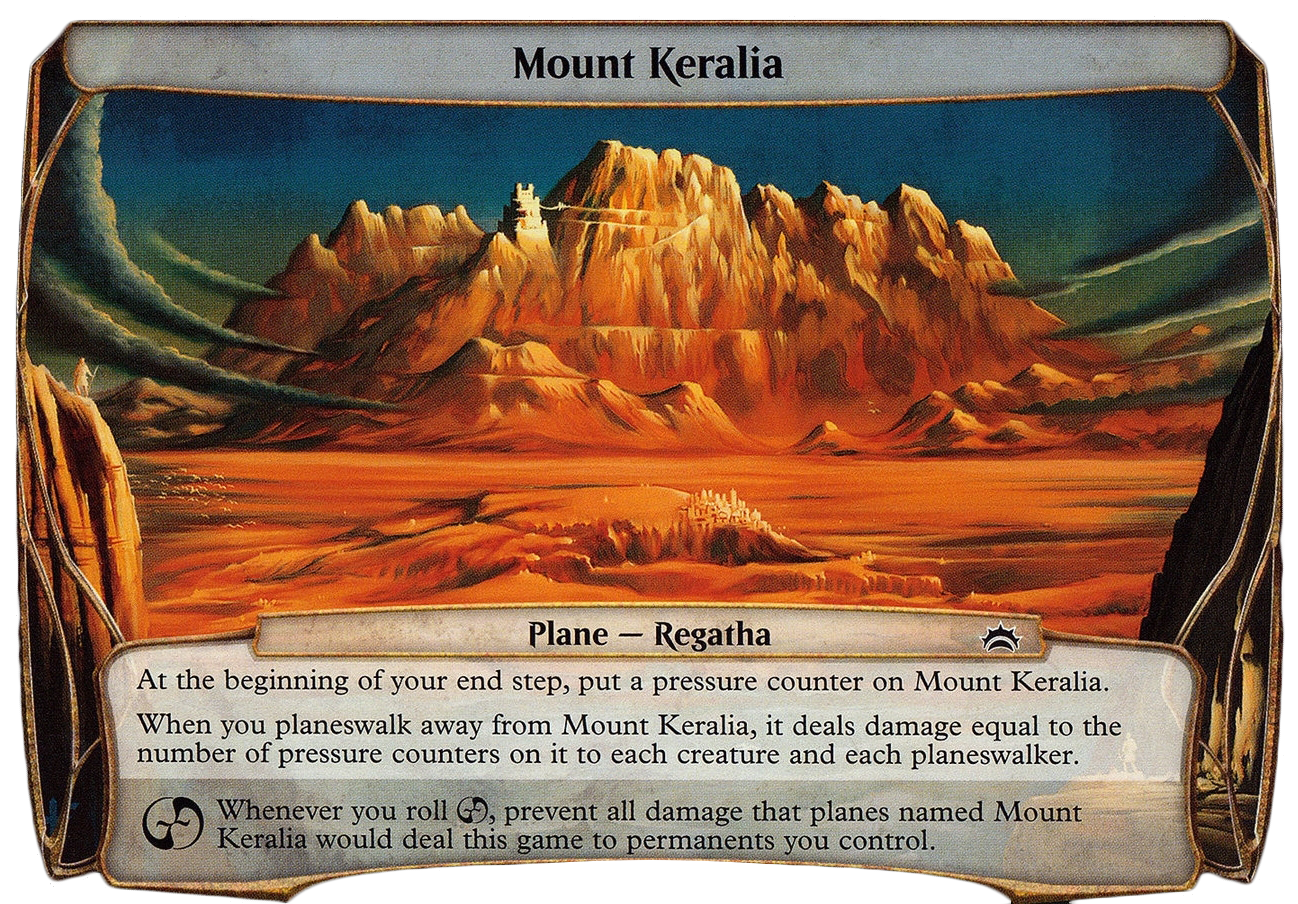 Mount Keralia
Plane — Regatha
At the beginning of your end step, put a pressure counter on Mount Keralia.
When you planeswalk away from Mount Keralia, it deals damage equal to the
number of pressure counters on it to each creature and each planeswalker.
Whenever you roll , prevent all damage that planes named Mount
Keralia would deal this game to permanents you control.